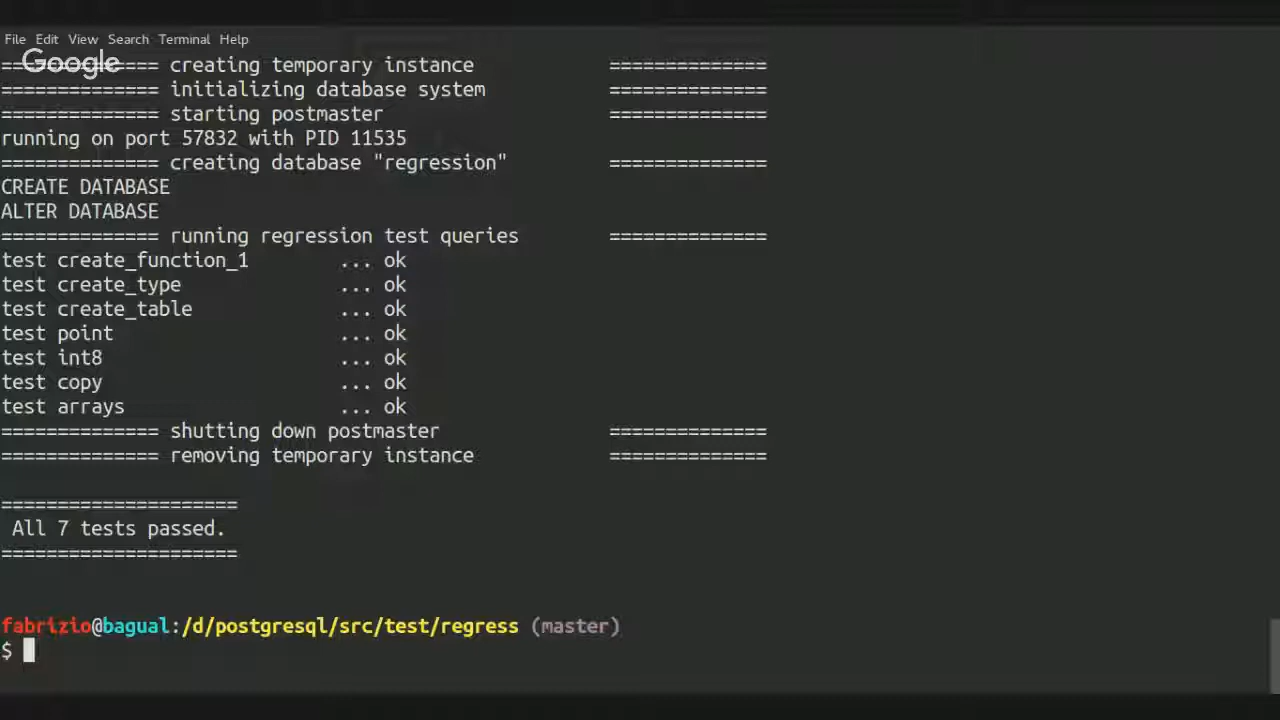 File Edit View Search Terminal Help
Google
============== creating temporary instance ==============
============== initializing database system ==============
============== starting postmaster ==============
running on port 57832 with PID 11535
============== creating database "regression" ==============
CREATE DATABASE
ALTER DATABASE
============== running regression test queries ==============
test create_function_1 ... ok
test create_type ... ok
test create_table ... ok
test point ... ok
test int8 ... ok
test copy ... ok
test arrays ... ok
============== shutting down postmaster ==============
============== removing temporary instance ==============
=====================
All 7 tests passed.
=====================
fabrizio@bagual:/d/postgresql/src/test/regress (master)
$